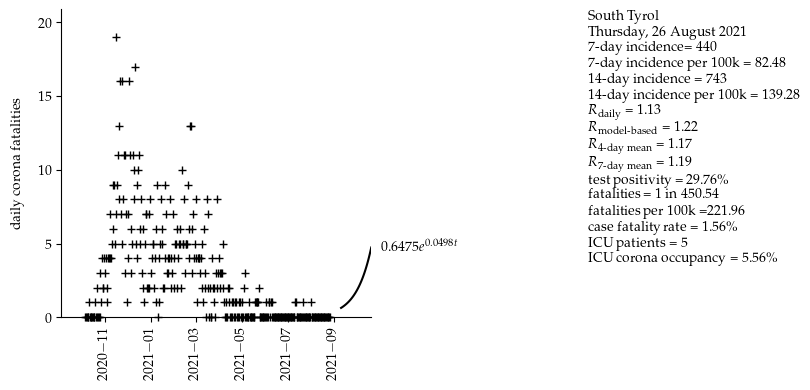 South Tyrol
Thursday, 26 August 2021
7-day incidence= 440
7-day incidence per 100k = 82.48
14-day incidence = 743
14-day incidence per 100k = 139.28
R_daily = 1.13
R_model-based = 1.22
R_4-day mean = 1.17
R_7-day mean = 1.19
test positivity = 29.76%
fatalities = 1 in 450.54
fatalities per 100k =221.96
case fatality rate = 1.56%
ICU patients = 5
ICU corona occupancy = 5.56%
daily corona fatalities
20
15
10
5
0
0.6475e^0.0498t
2020−11
2021−01
2021−03
2021−05
2021−07
2021−09